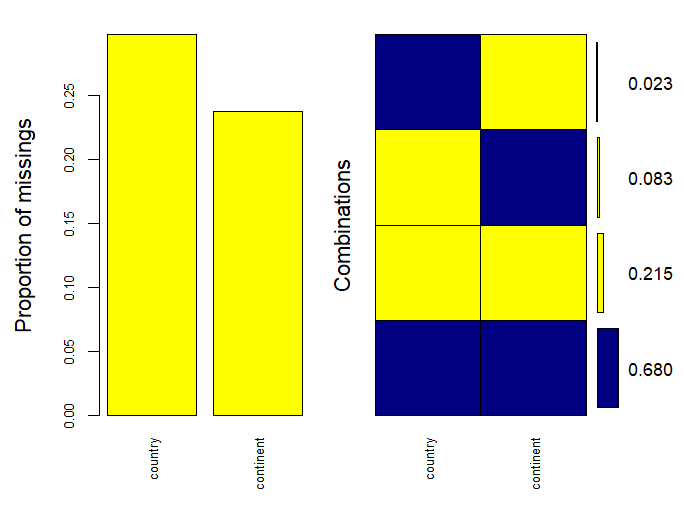 Proportion of missings
0.00
0.05
0.10
0.15
0.20
0.25
country
continent
Combinations
country
continent
0.023
0.083
0.215
0.680